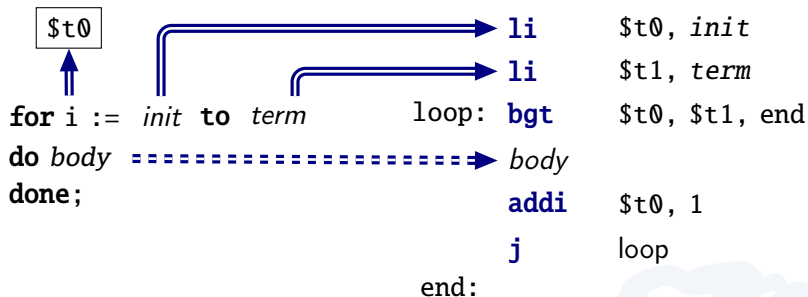 $t0
for i := init to term
do body
done;
li $t0, init
li $t1, term
loop: bgt $t0, $t1, end
body
addi $t0, 1
j loop
end: